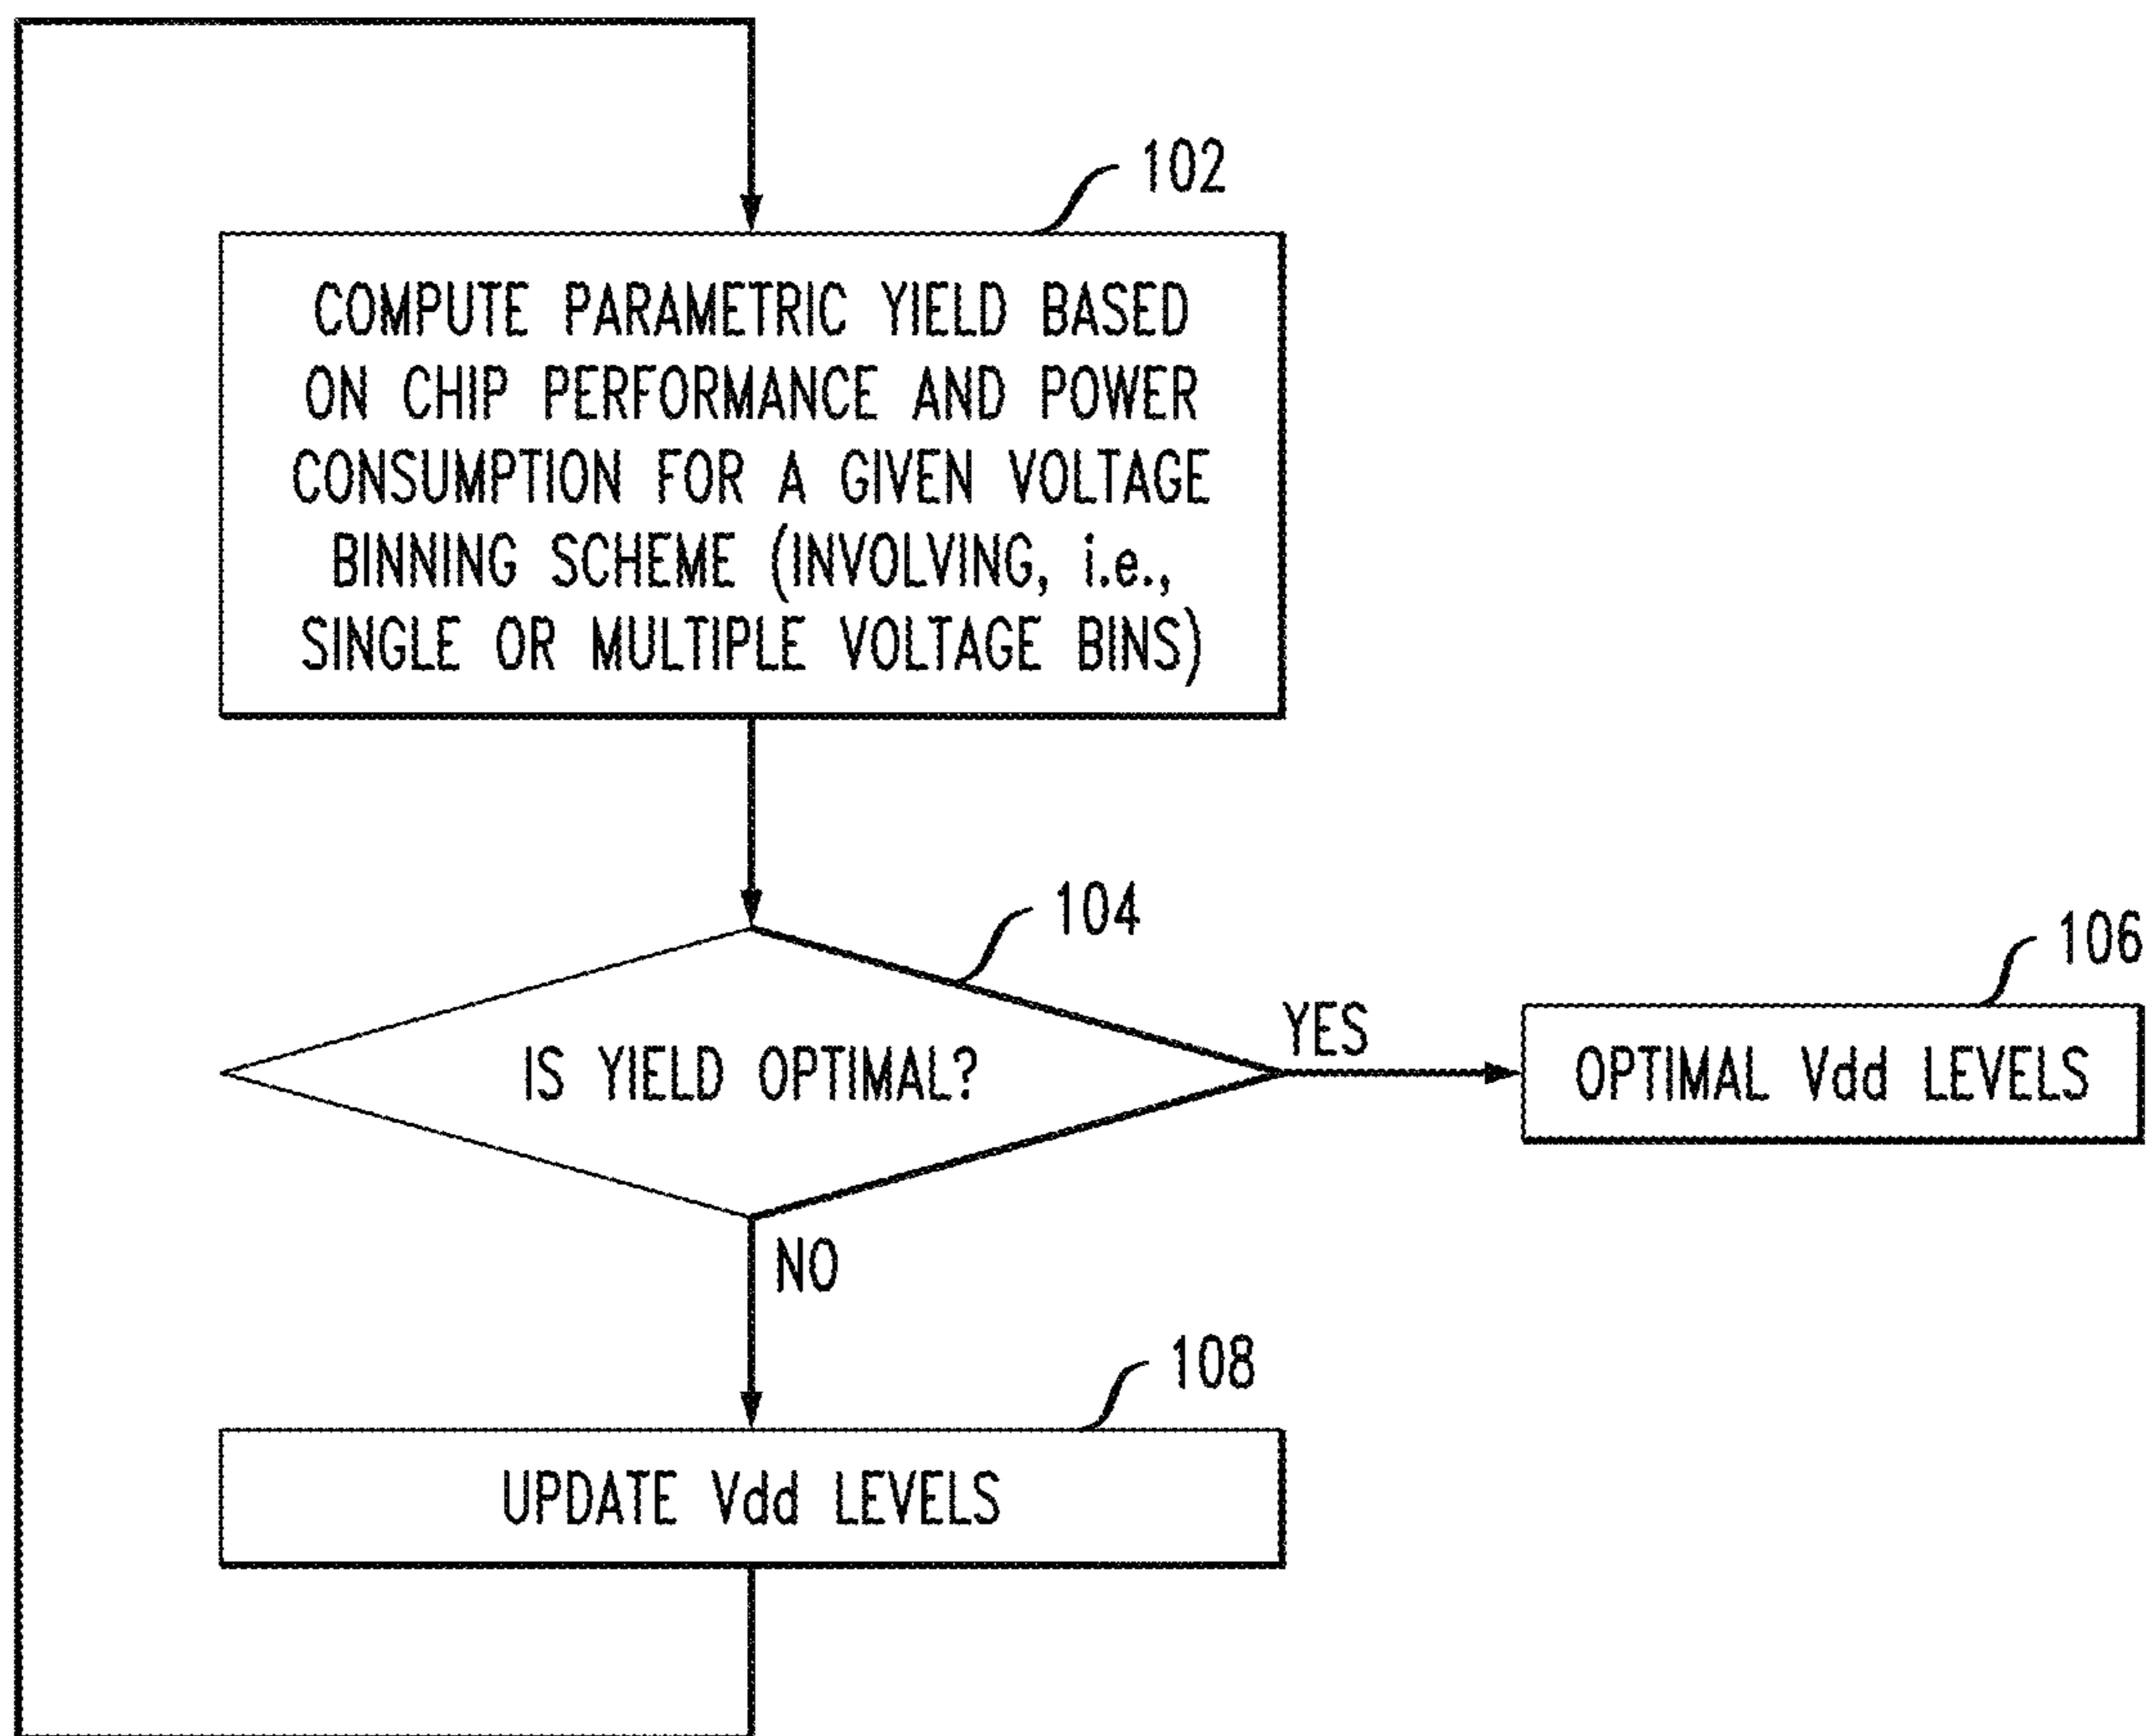 102
COMPUTE PARAMETRIC YIELD BASED
ON CHIP PERFORMANCE AND POWER
CONSUMPTION FOR A GIVEN VOLTAGE
BINNING SCHEME (INVOLVING, i.e.,
SINGLE OR MULTIPLE VOLTAGE BINS)
104
IS YIELD OPTIMAL?
YES
106
OPTIMAL Vdd LEVELS
NO
108
UPDATE Vdd LEVELS